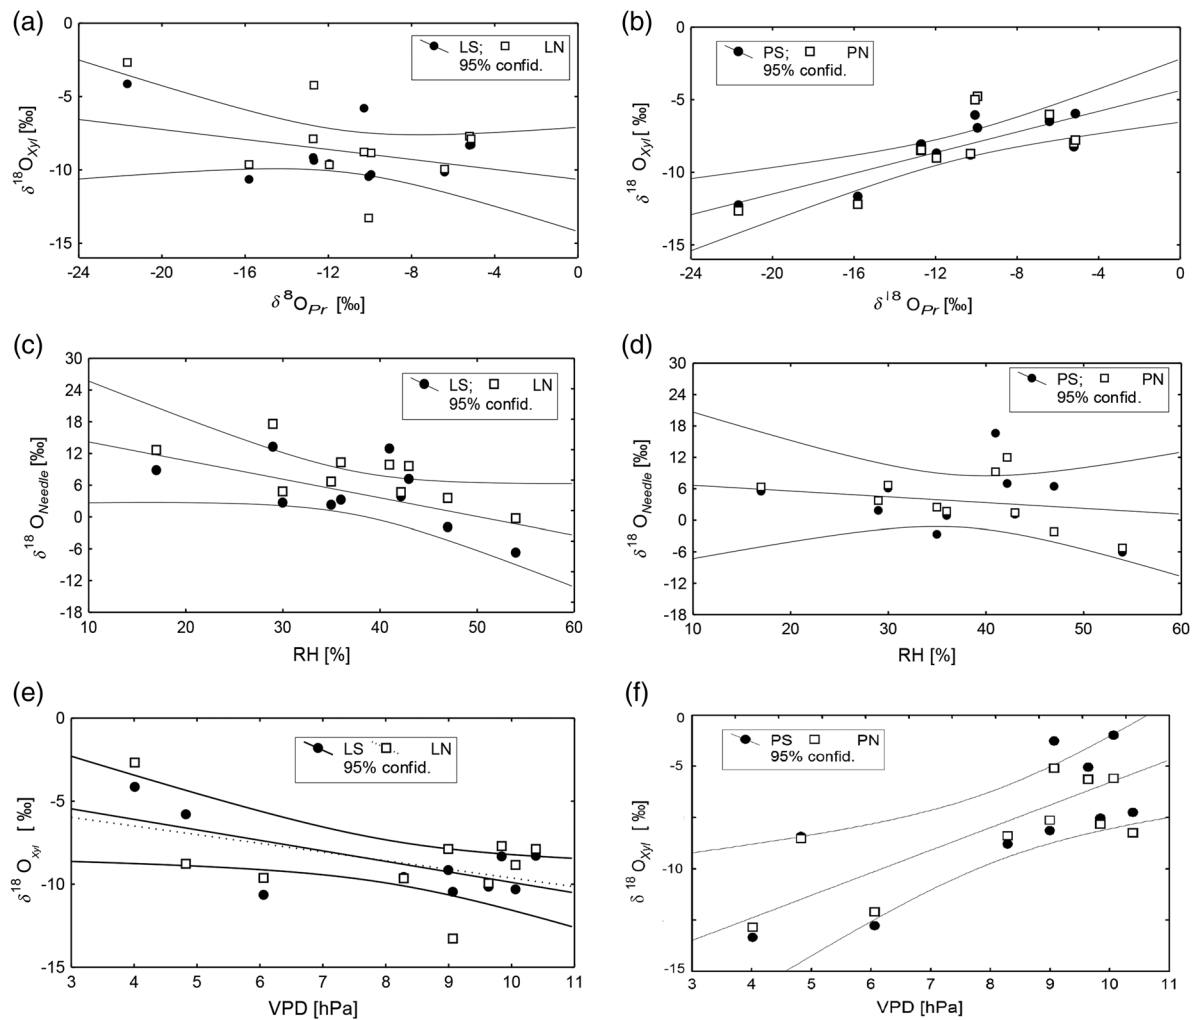 (a)
0
-5
-10
-15
δ18OXyl [‰]
LS; LN
95% confid.
-24 -20 -16 -12 -8 -4 0
δ8OPr [‰]
(b)
0
-5
-10
-15
δ18OXyl [ ‰]
PS; PN
95% confid.
-24 -20 -16 -12 -8 -4 0
δ18 OPr [‰]
(c)
30
24
18
12
6
0
-6
-12
-18
δ18 ONeedle [‰]
LS; LN
95% confid.
10 20 30 40 50 60
RH [%]
(d)
30
24
18
12
6
0
-6
-12
-18
δ18 ONeedle [‰]
PS; PN
95% confid.
10 20 30 40 50 60
RH [%]
(e)
0
-5
-10
-15
δ18 Oxyl [ ‰]
LS LN
95% confid.
3 4 5 6 7 8 9 10 11
VPD [hPa]
(f)
0
-5
-10
-15
δ 18 OXyl [ ‰]
PS PN
95% confid.
3 4 5 6 7 8 9 10 11
VPD [hPa]